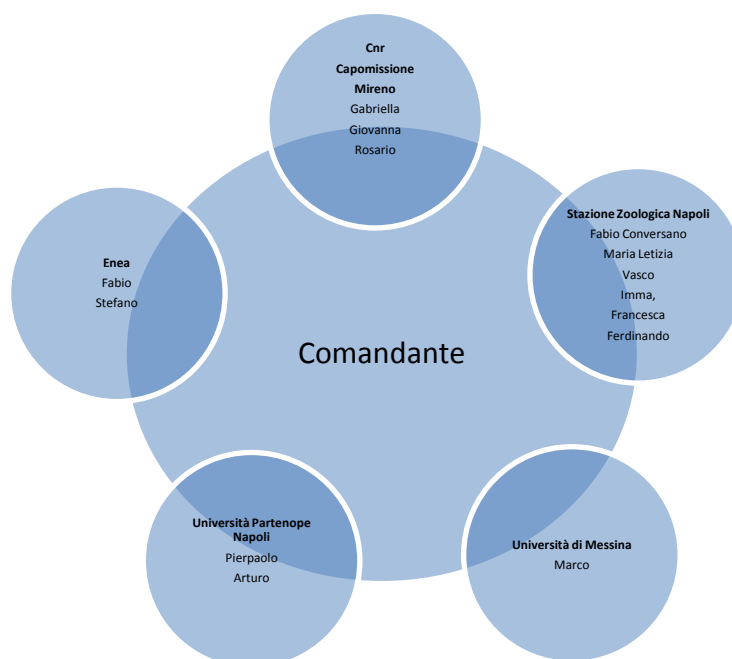 Cnr
Capomissione
Mireno
Gabriella
Giovanna
Rosario
Stazione Zoologica Napoli
Fabio Conversano
Maria Letizia
Vasco
Imma,
Francesca
Ferdinando
Enea
Fabio
Stefano
Comandante
Università Partenope
Napoli
Pierpaolo
Arturo
Università di Messina
Marco